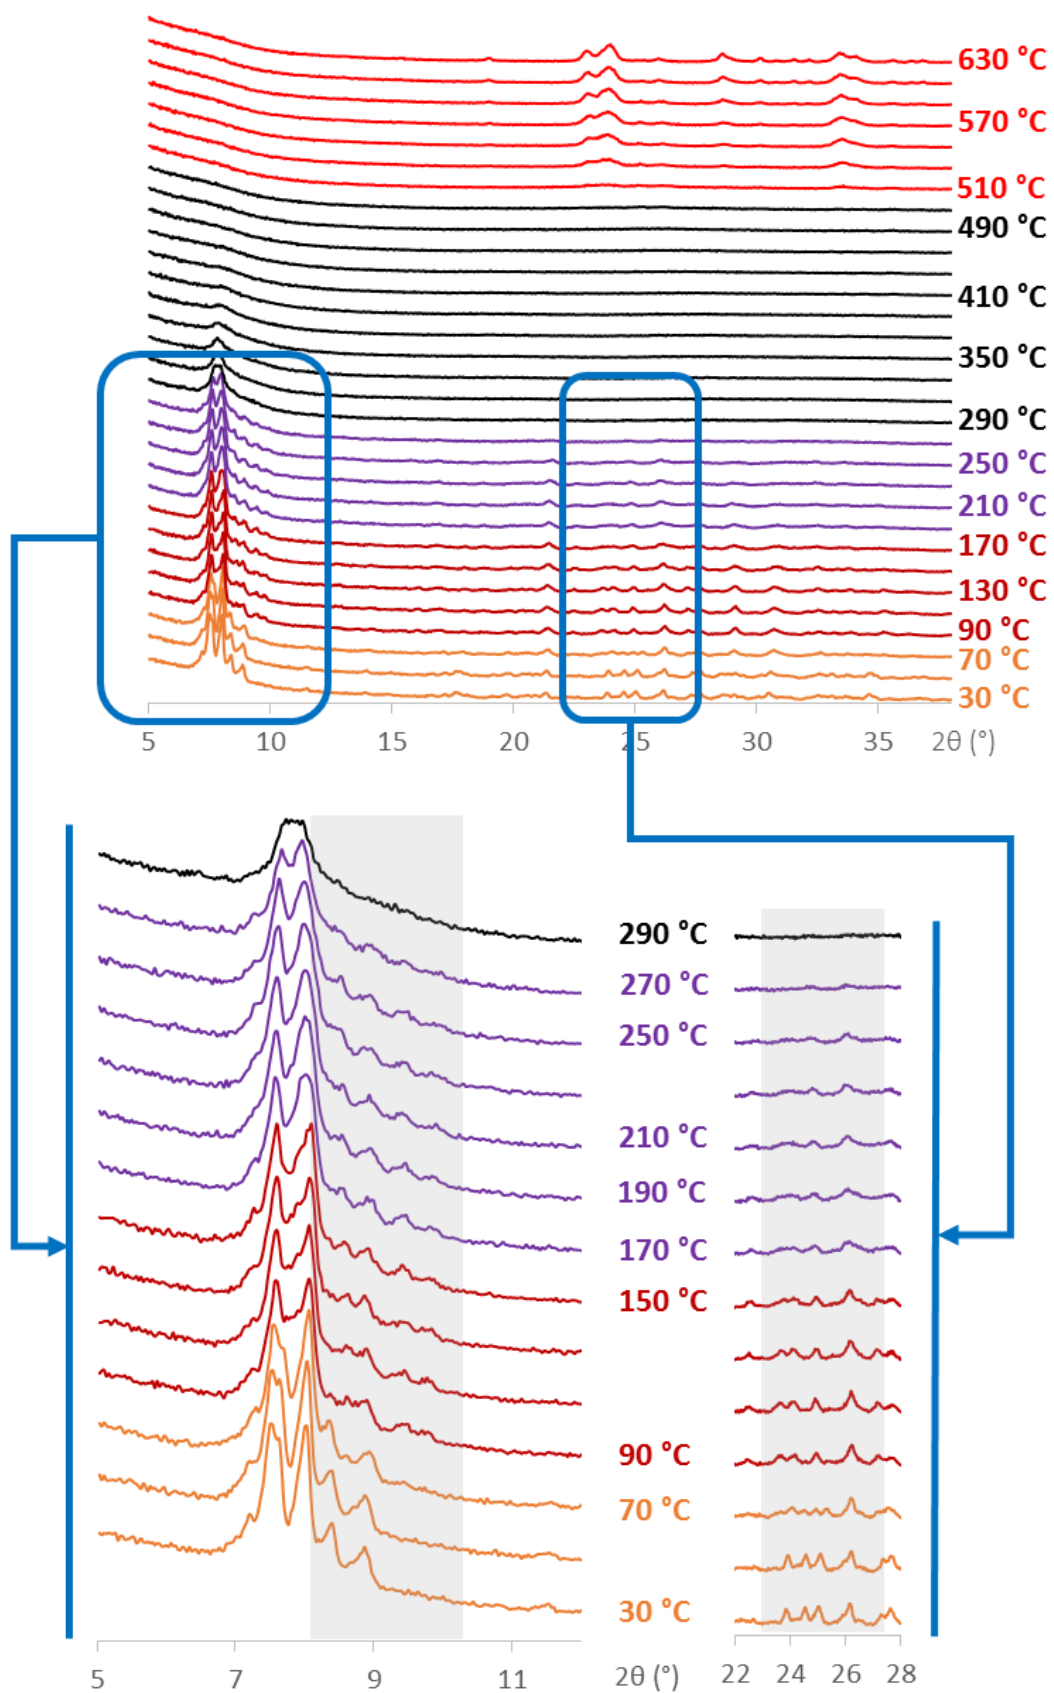 630 °C
570 °C
510 °C
490 °C
410 °C
350 °C
290 °C
250 °C
210 °C
170 °C
130 °C
90 °C
70 °C
30 °C
5 10 15 20 25 30 35 2θ (°)
290 °C
270 °C
250 °C
210 °C
190 °C
170 °C
150 °C
90 °C
70 °C
30 °C
5 7 9 11 2θ (°) 22 24 26 28